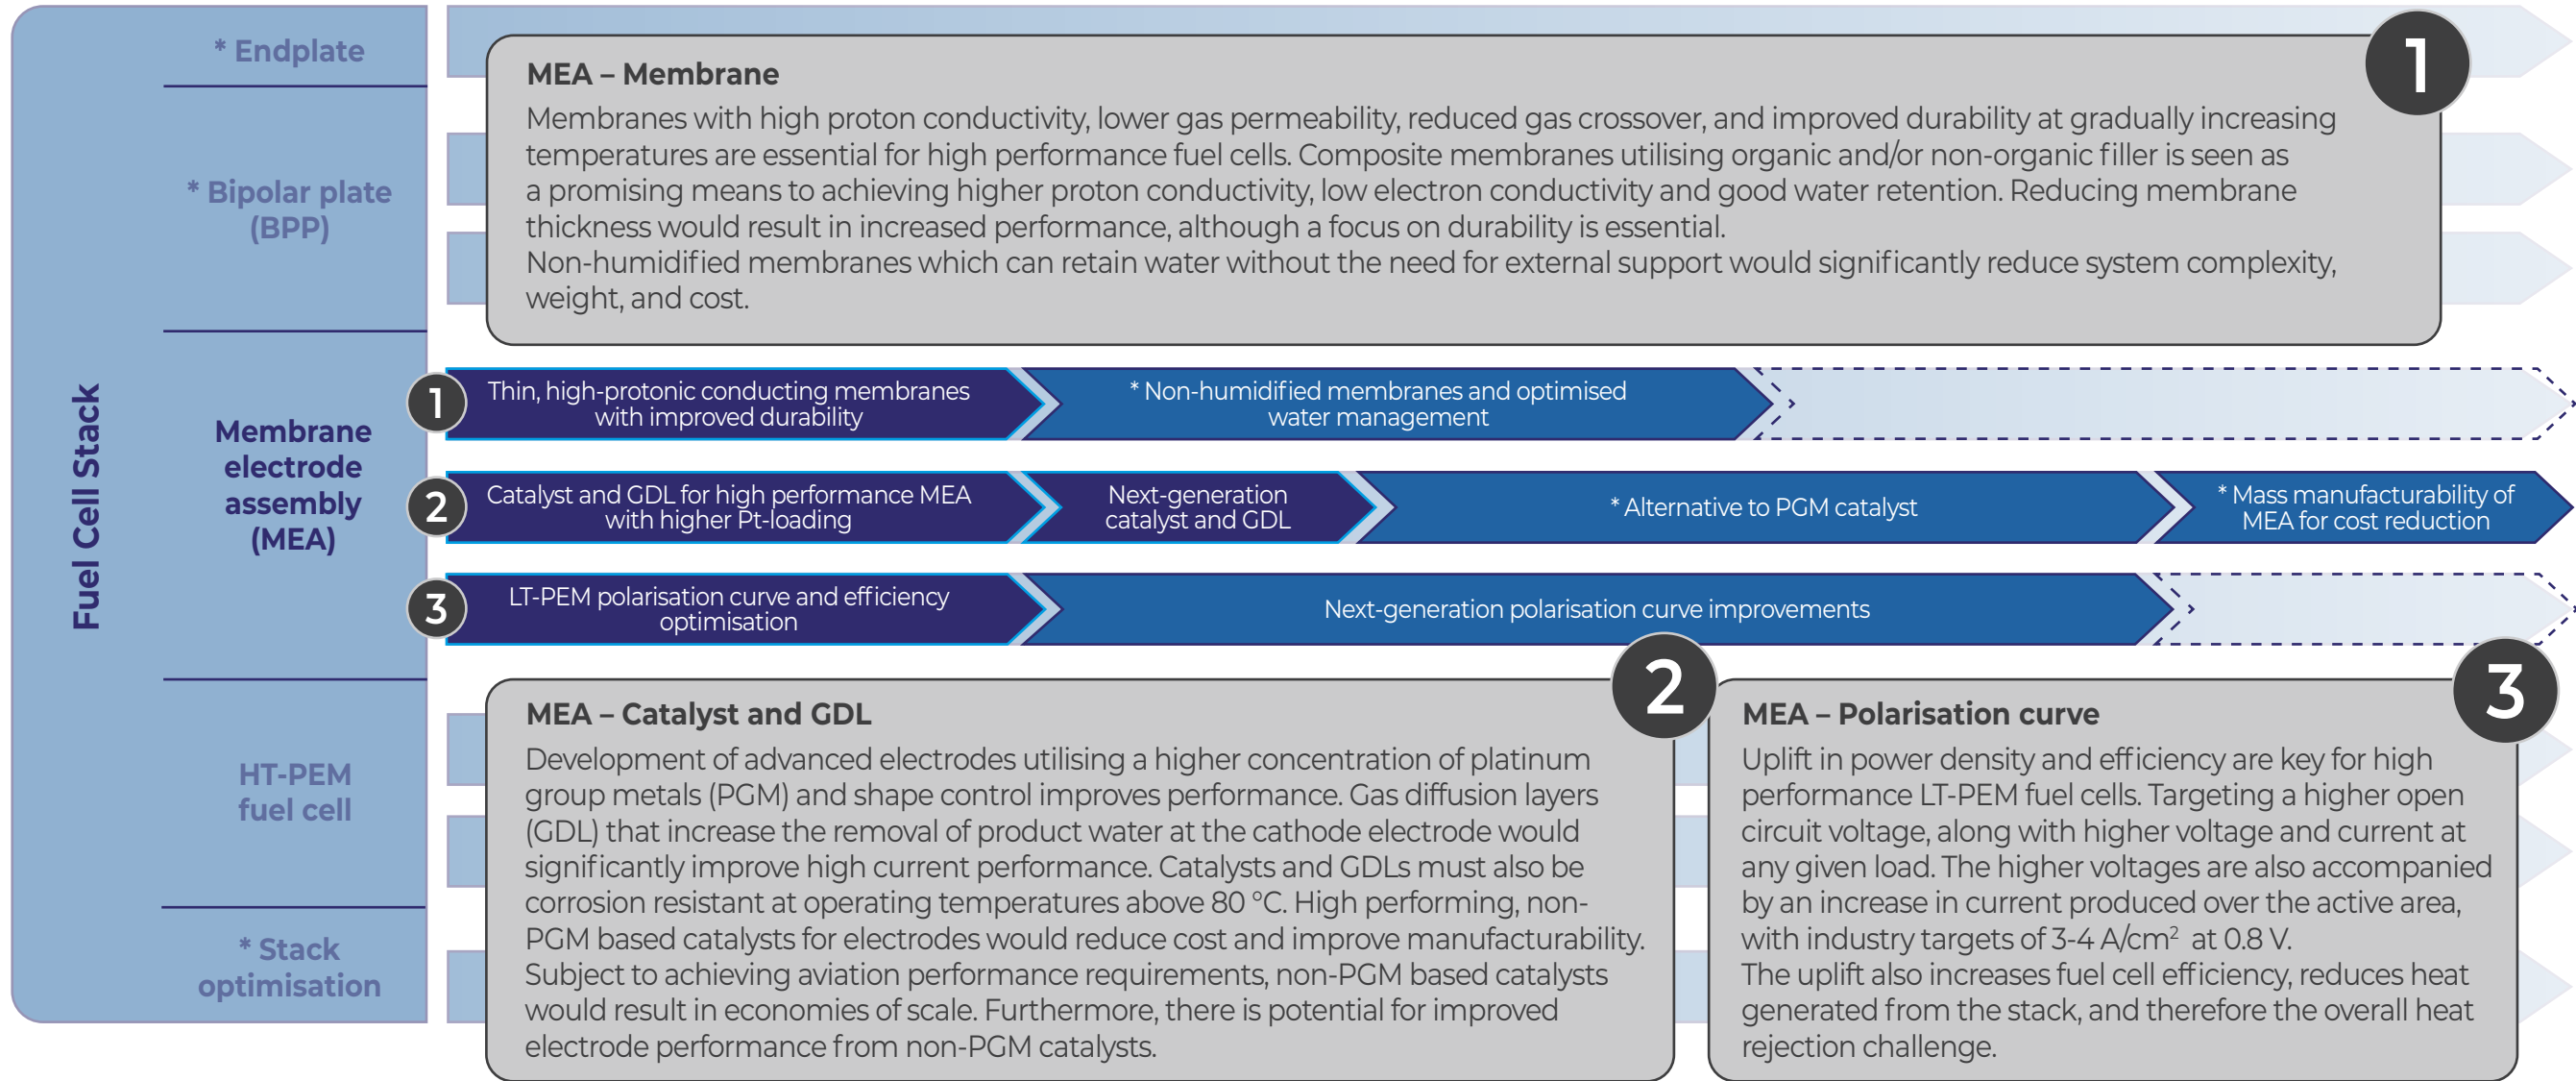 Fuel Cell Stack
* Endplate
* Bipolar plate
(BPP)
Membrane
electrode
assembly
(MEA)
HT-PEM
fuel cell
* Stack
optimisation
1
MEA – Membrane
Membranes with high proton conductivity, lower gas permeability, reduced gas crossover, and improved durability at gradually increasing
temperatures are essential for high performance fuel cells. Composite membranes utilising organic and/or non-organic filler is seen as
a promising means to achieving higher proton conductivity, low electron conductivity and good water retention. Reducing membrane
thickness would result in increased performance, although a focus on durability is essential.
Non-humidified membranes which can retain water without the need for external support would significantly reduce system complexity,
weight, and cost.
1
Thin, high-protonic conducting membranes
with improved durability
* Non-humidified membranes and optimised
water management
2
Catalyst and GDL for high performance MEA
with higher Pt-loading
Next-generation
catalyst and GDL
* Alternative to PGM catalyst
* Mass manufacturability of
MEA for cost reduction
3
LT-PEM polarisation curve and efficiency
optimisation
Next-generation polarisation curve improvements
2
MEA – Catalyst and GDL
Development of advanced electrodes utilising a higher concentration of platinum
group metals (PGM) and shape control improves performance. Gas diffusion layers
(GDL) that increase the removal of product water at the cathode electrode would
significantly improve high current performance. Catalysts and GDLs must also be
corrosion resistant at operating temperatures above 80 °C. High performing, non-
PGM based catalysts for electrodes would reduce cost and improve manufacturability.
Subject to achieving aviation performance requirements, non-PGM based catalysts
would result in economies of scale. Furthermore, there is potential for improved
electrode performance from non-PGM catalysts.
3
MEA – Polarisation curve
Uplift in power density and efficiency are key for high
performance LT-PEM fuel cells. Targeting a higher open
circuit voltage, along with higher voltage and current at
any given load. The higher voltages are also accompanied
by an increase in current produced over the active area,
with industry targets of 3-4 A/cm² at 0.8 V.
The uplift also increases fuel cell efficiency, reduces heat
generated from the stack, and therefore the overall heat
rejection challenge.